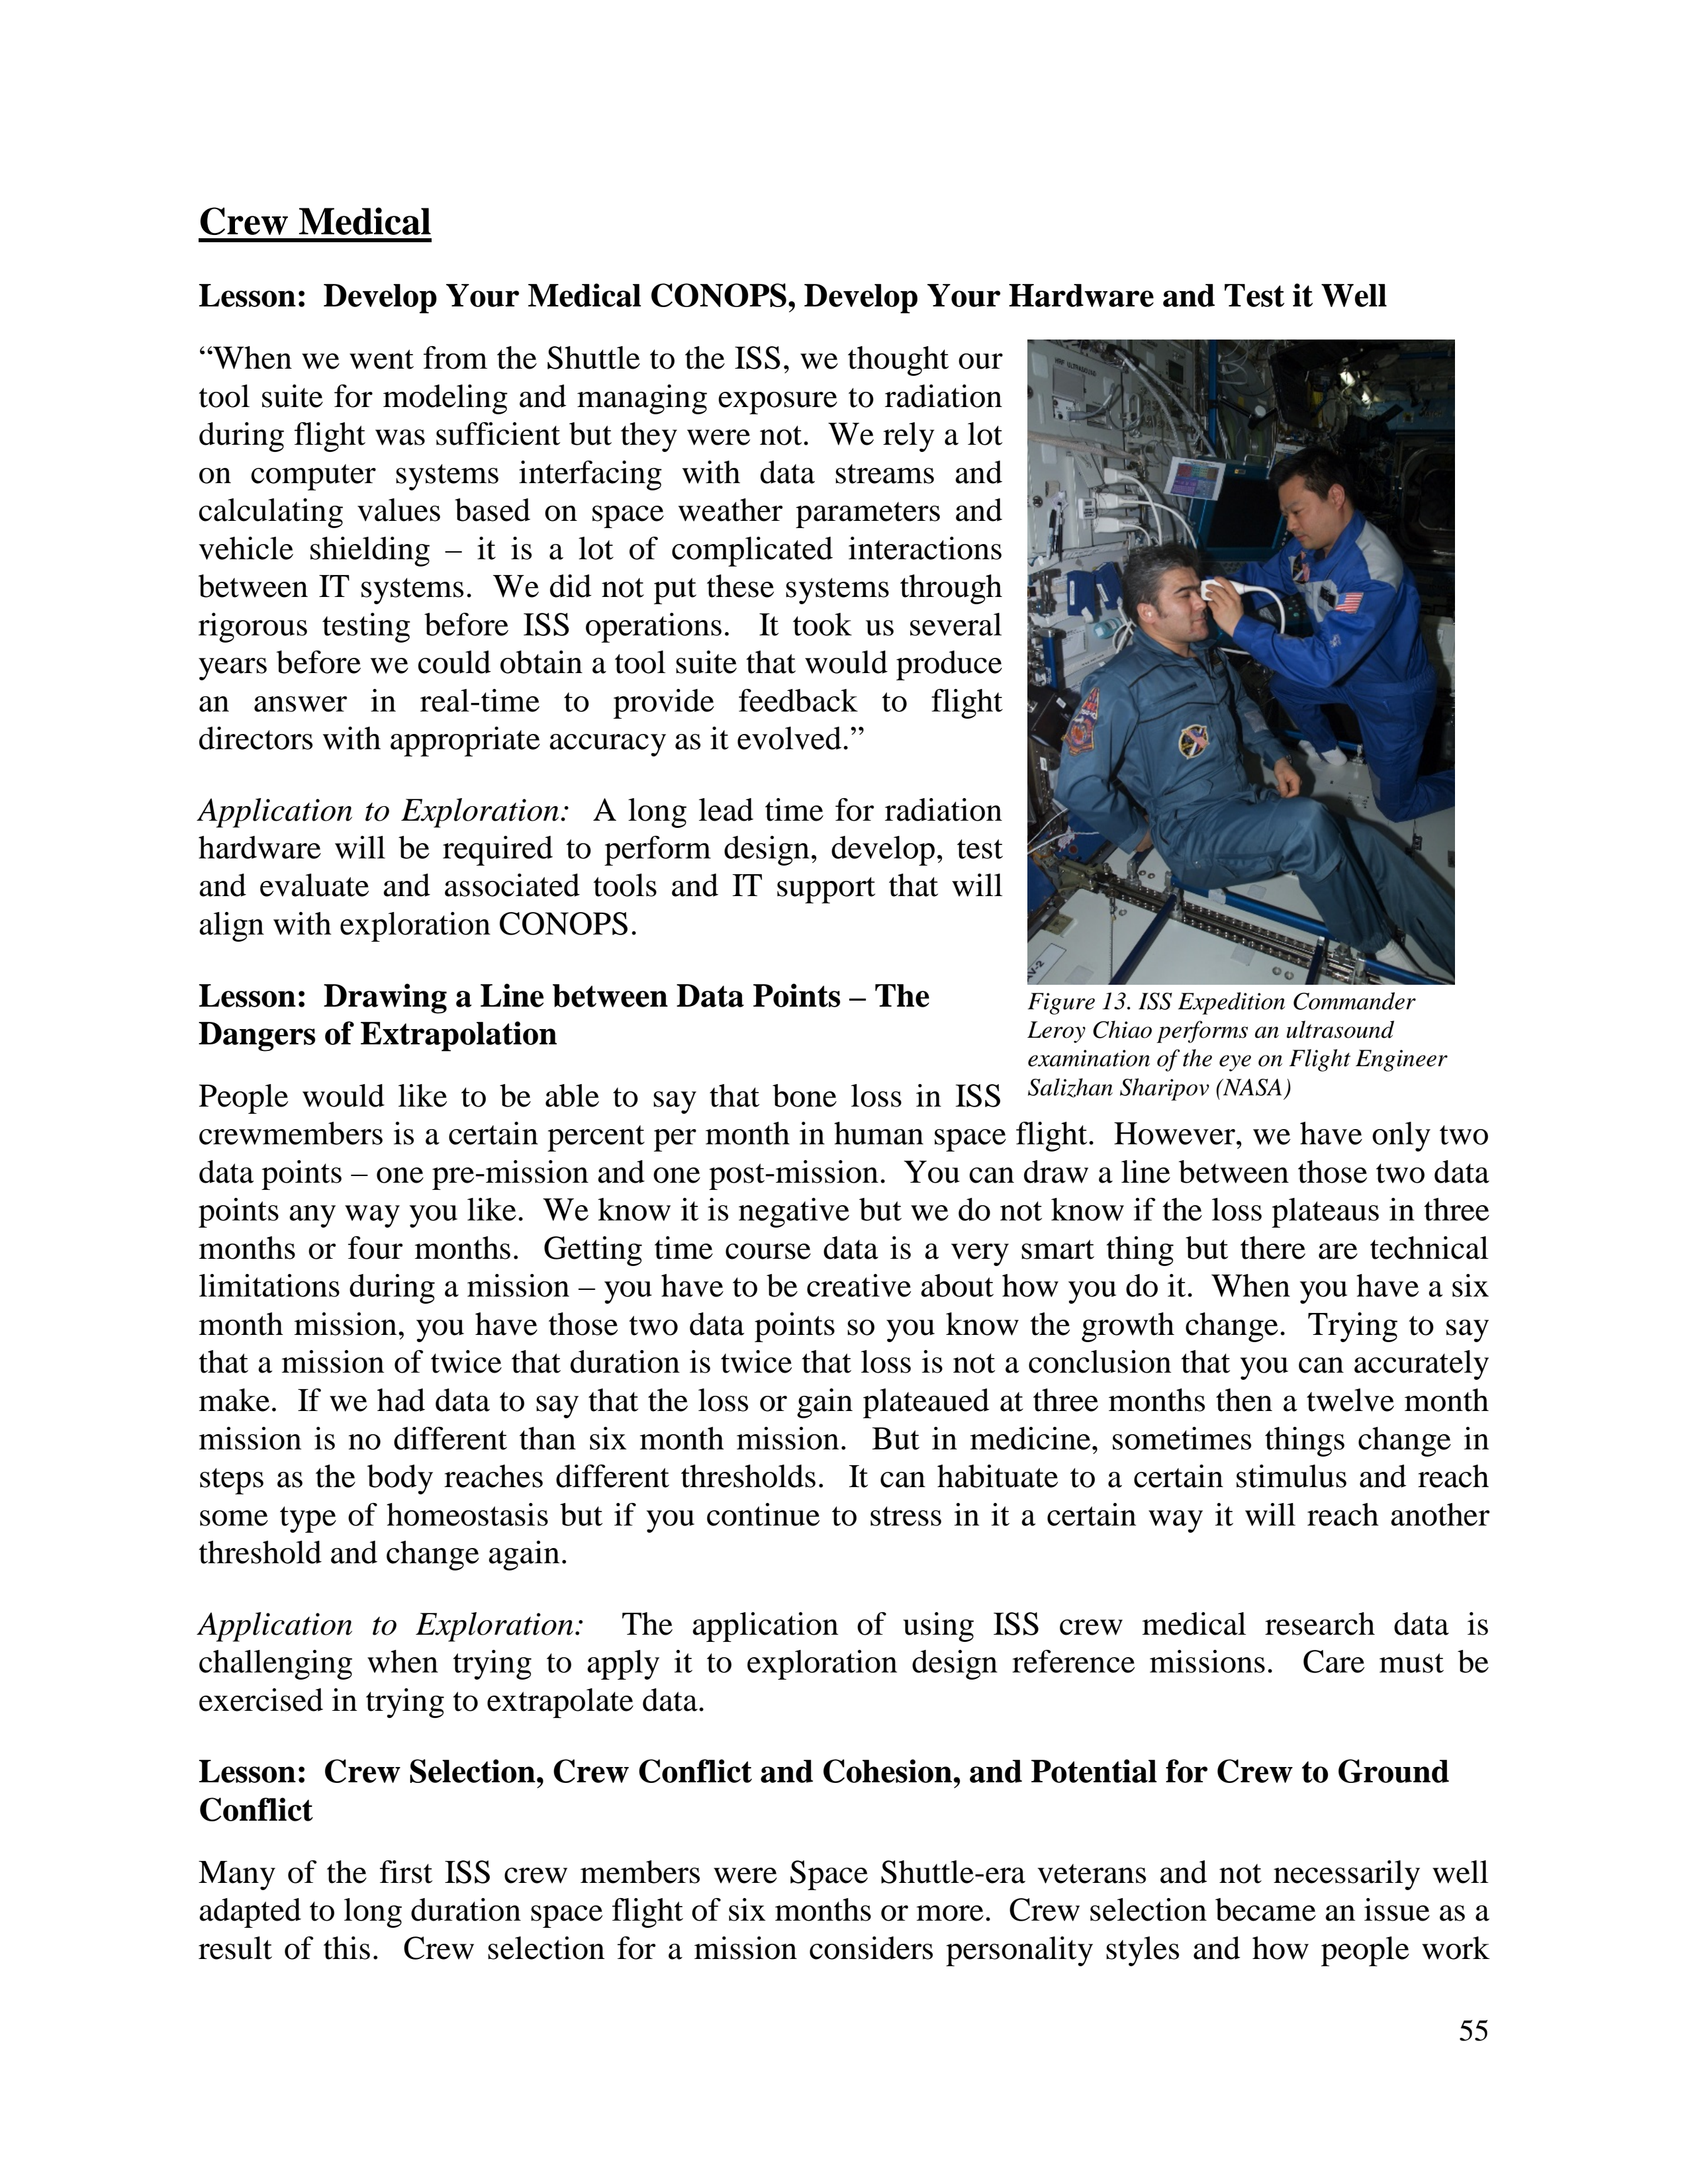 Crew Medical
Lesson:  Develop Your Medical CONOPS, Develop Your Hardware and Test it Well
“When we went from the Shuttle to the ISS, we thought our
tool suite for modeling and managing exposure to radiation
during flight was sufficient but they were not.  We rely a lot
on computer systems interfacing with data streams and
calculating values based on space weather parameters and
vehicle shielding – it is a lot of complicated interactions
between IT systems.  We did not put these systems through
rigorous testing before ISS operations.  It took us several
years before we could obtain a tool suite that would produce
an answer in real-time to provide feedback to flight
directors with appropriate accuracy as it evolved.”
Application to Exploration:  A long lead time for radiation
hardware will be required to perform design, develop, test
and evaluate and associated tools and IT support that will
align with exploration CONOPS.
Figure 13. ISS Expedition Commander
Leroy Chiao performs an ultrasound
examination of the eye on Flight Engineer
Salizhan Sharipov (NASA)
Lesson:  Drawing a Line between Data Points – The
Dangers of Extrapolation
People would like to be able to say that bone loss in ISS
crewmembers is a certain percent per month in human space flight.  However, we have only two
data points – one pre-mission and one post-mission.  You can draw a line between those two data
points any way you like.  We know it is negative but we do not know if the loss plateaus in three
months or four months.  Getting time course data is a very smart thing but there are technical
limitations during a mission – you have to be creative about how you do it.  When you have a six
month mission, you have those two data points so you know the growth change.  Trying to say
that a mission of twice that duration is twice that loss is not a conclusion that you can accurately
make.  If we had data to say that the loss or gain plateaued at three months then a twelve month
mission is no different than six month mission.  But in medicine, sometimes things change in
steps as the body reaches different thresholds.  It can habituate to a certain stimulus and reach
some type of homeostasis but if you continue to stress in it a certain way it will reach another
threshold and change again.
Application to Exploration:  The application of using ISS crew medical research data is
challenging when trying to apply it to exploration design reference missions.  Care must be
exercised in trying to extrapolate data.
Lesson:  Crew Selection, Crew Conflict and Cohesion, and Potential for Crew to Ground
Conflict
Many of the first ISS crew members were Space Shuttle-era veterans and not necessarily well
adapted to long duration space flight of six months or more.  Crew selection became an issue as a
result of this.  Crew selection for a mission considers personality styles and how people work
55